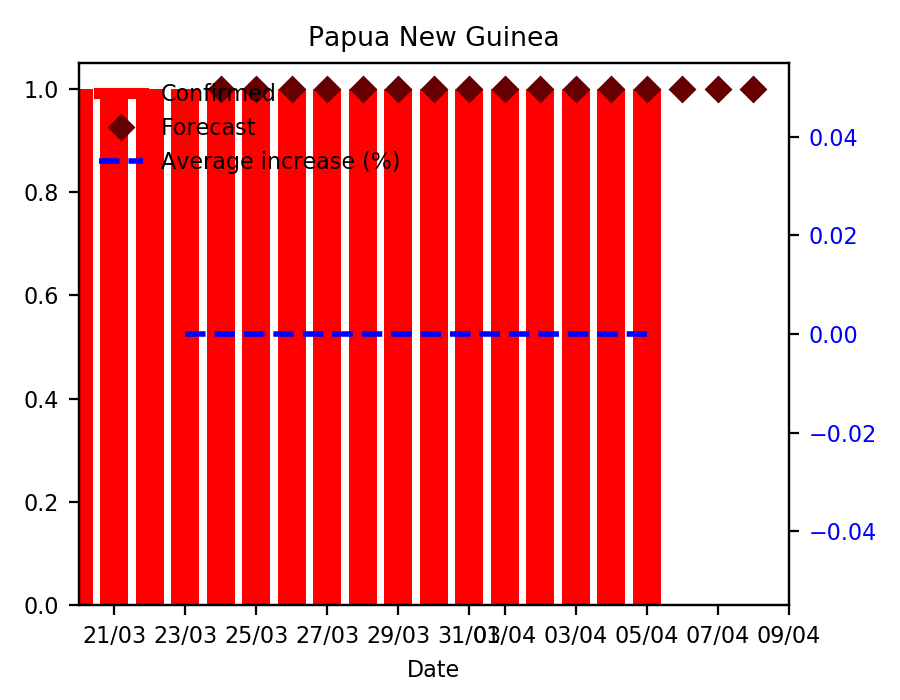 Papua New Guinea
Confirmed
Forecast
Average increase (%)
1.0
0.8
0.6
0.4
0.2
0.0
0.04
0.02
0.00
−0.02
−0.04
21/03 23/03 25/03 27/03 29/03 31/03 01/04 03/04 05/04 07/04 09/04
Date